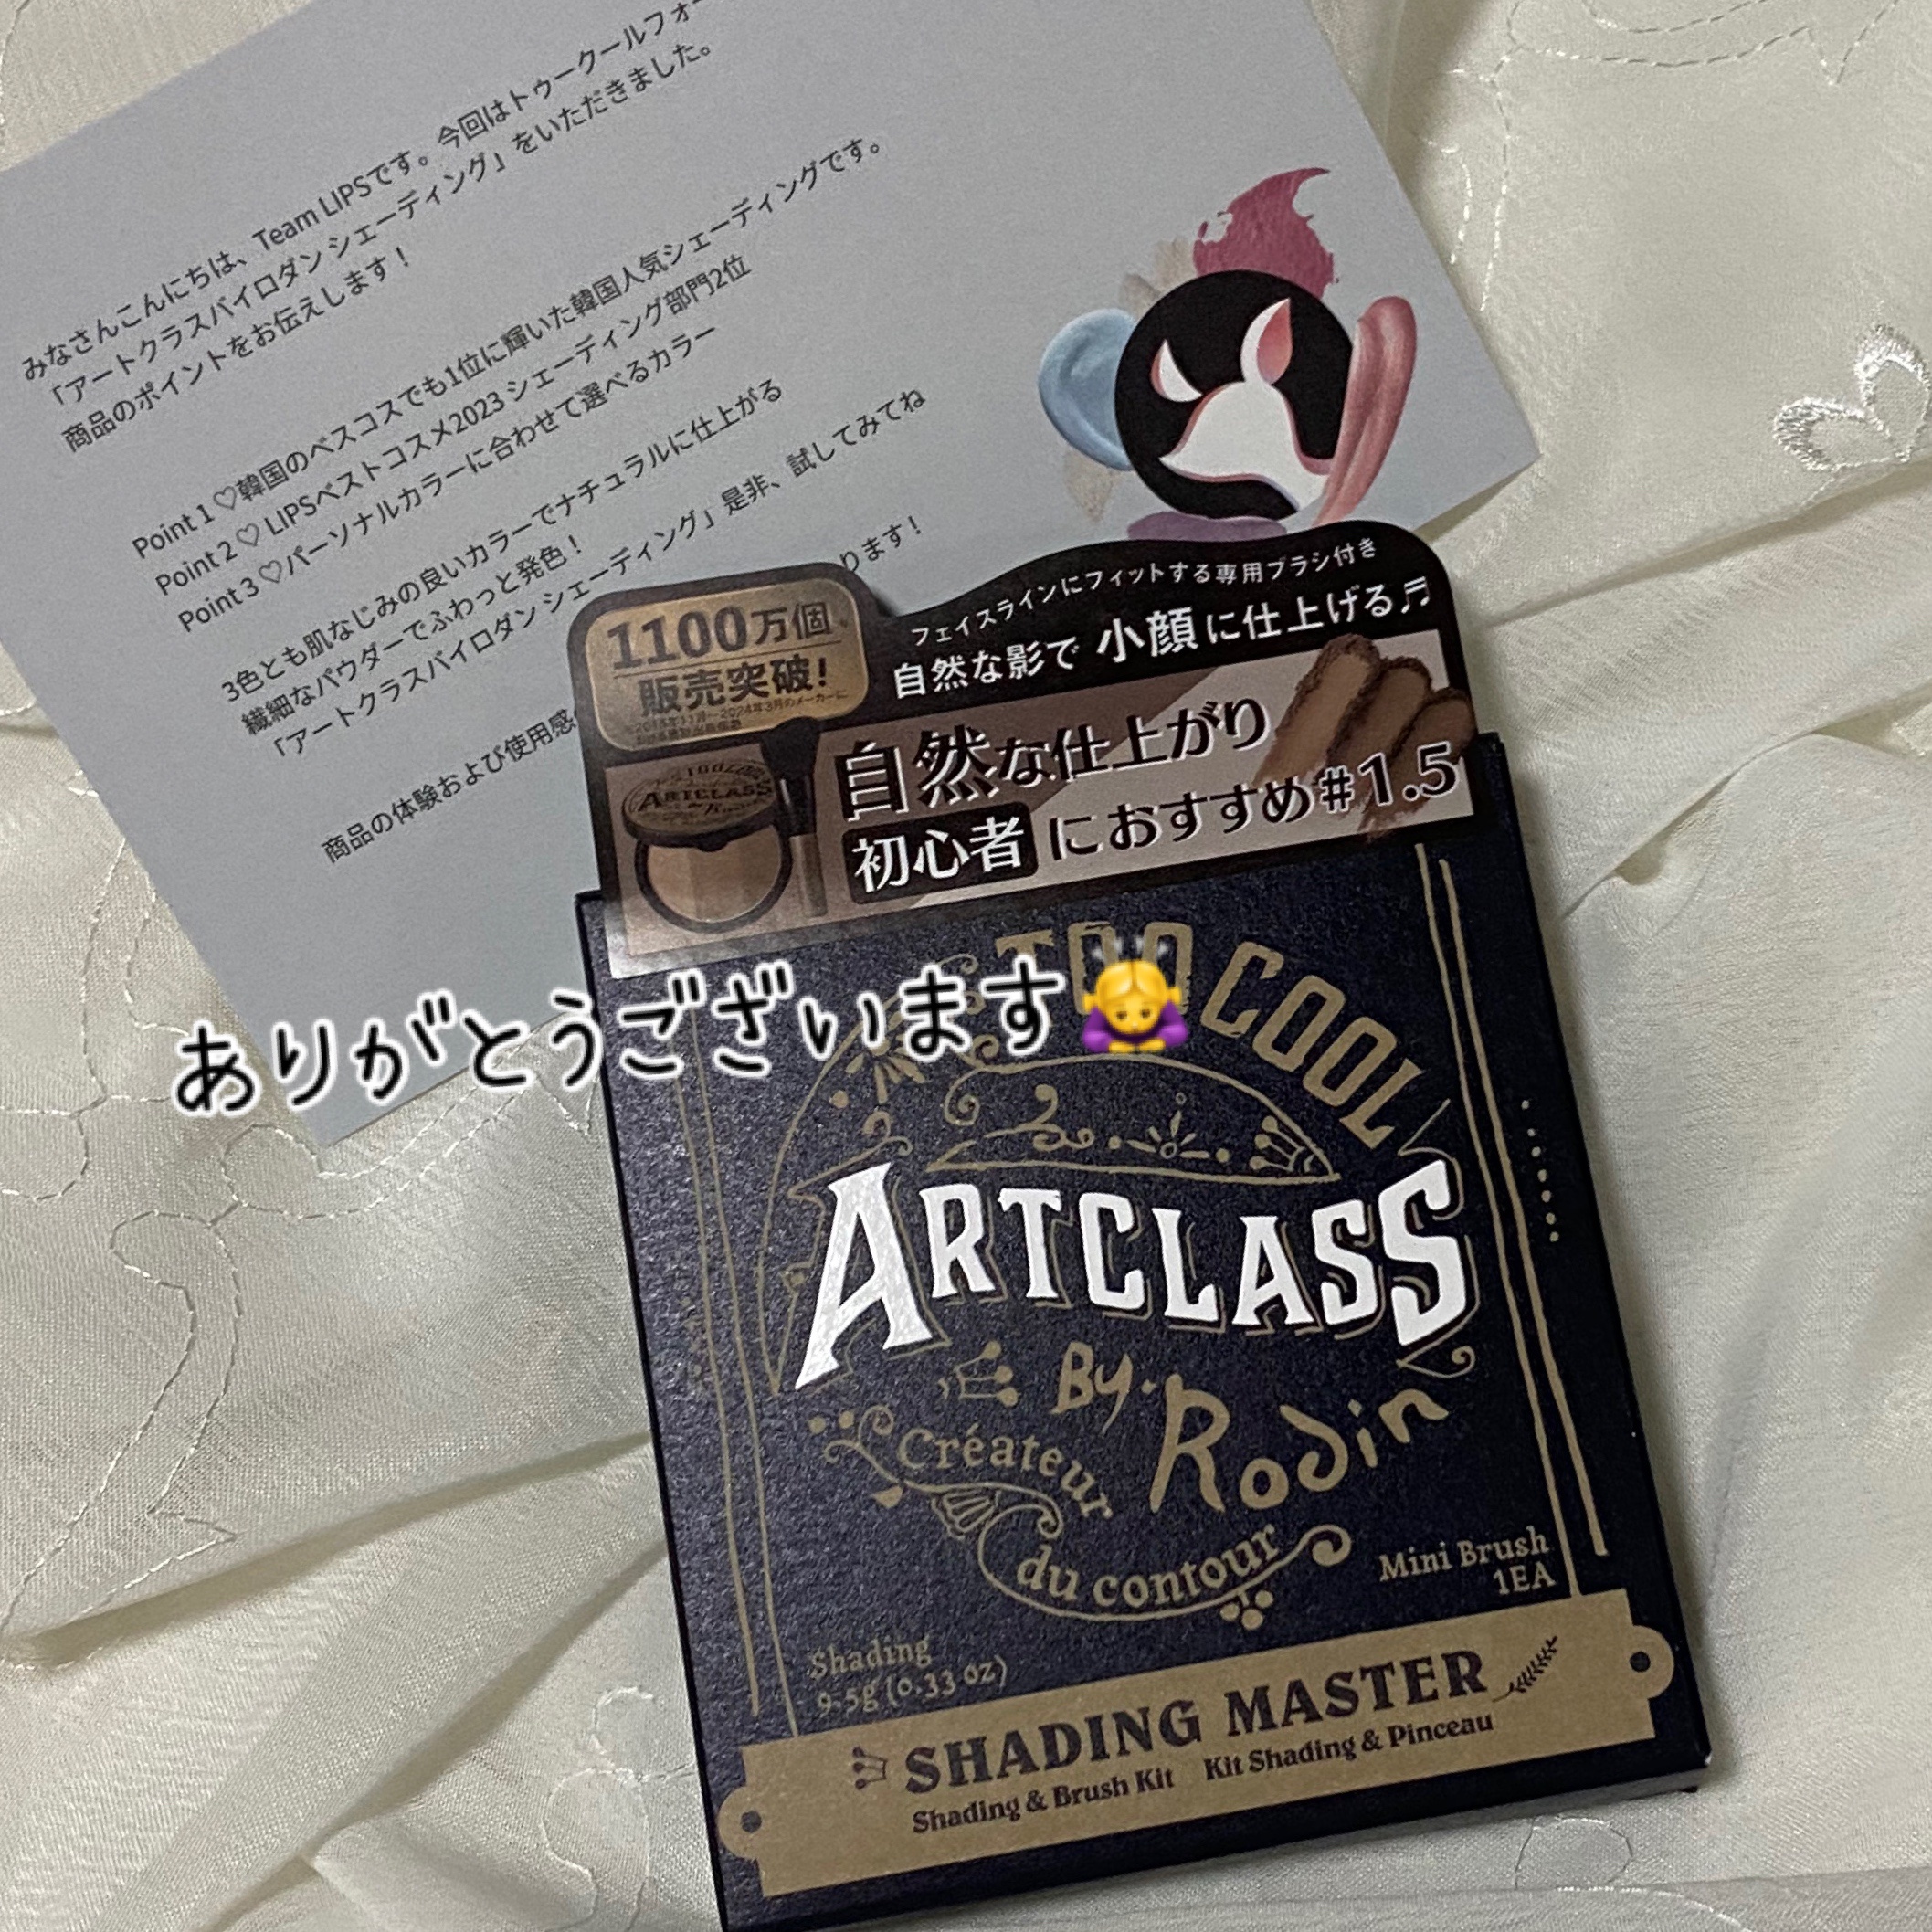 みなさんこんにちは、Team LIPSです。今回はトゥークールフォー
「アートクラスバイロダン シェーディング」をいただきました。
商品のポイントをお伝えします！
Point 1 ♡韓国のベスコスでも1位に輝いた韓国人気シェーディングです。
Point 2 ♡ LIPSベストコスメ2023 シェーディング部門2位
Point 3 ♡パーソナルカラーに合わせて選べるカラー
3色とも肌なじみの良いカラーでナチュラルに仕上がる
繊細なパウダーでふわっと発色！
「アートクラスバイロダン シェーディング」是非、試してみてね
商品の体験および使用感
ります！
1100万個
販売突破!
フェイスラインにフィットする専用ブラシ付き
自然な影で 小顔に仕上げる♬
自然な仕上がり
初心者 におすすめ#1.5
ARTCLASS
ありがとうございます🙇‍♀️
TOO COOL
ARTCLASS
By. Rodin
Créateur
du contour
Mini Brush
1EA
Shading
9.5g (0.33 oz)
SHADING MASTER
Shading & Brush Kit Kit Shading & Pinceau